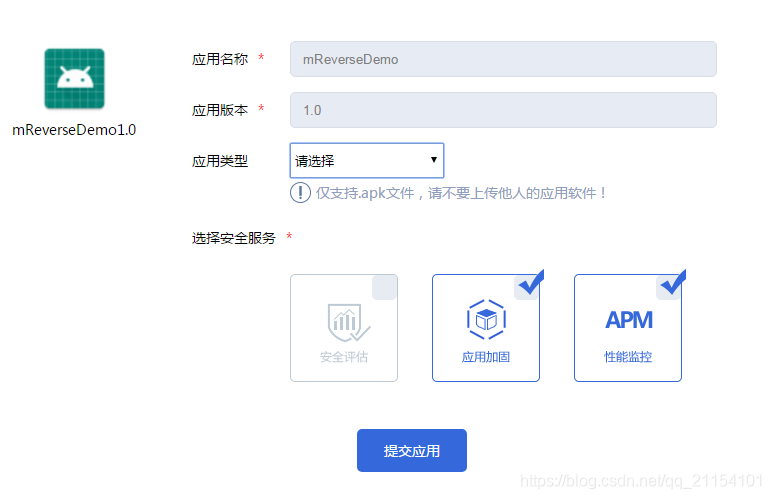 应用名称 * mReverseDemo
mReverseDemo1.0
应用版本 * 1.0
应用类型 请选择
仅支持.apk文件，请不要上传他人的应用软件！
选择安全服务 *
安全评估 应用加固 APM 性能监控
提交应用
https://blog.csdn.net/qq_21154101